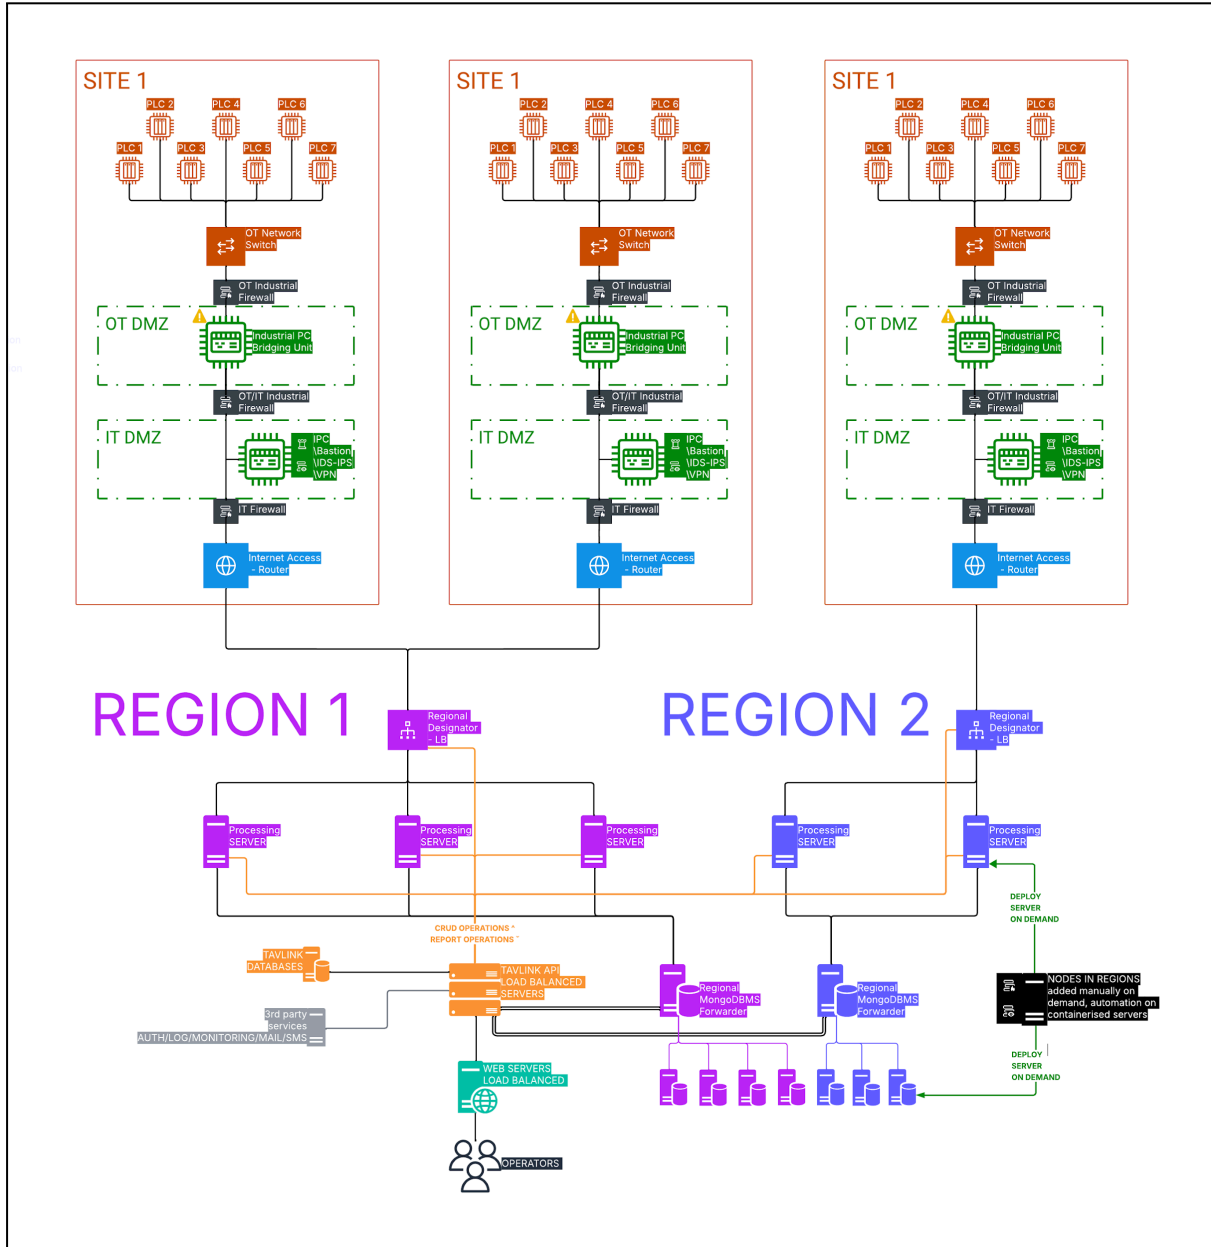 SITE 1
PLC 2
PLC 4
PLC 6
PLC 1
PLC 3
PLC 5
PLC 7
OT Network
Switch
OT Industrial
Firewall
OT DMZ
Industrial PC
Bridging Unit
OT/IT Industrial
Firewall
IT DMZ
IPC
\Bastion
\IDS-IPS
\VPN
IT Firewall
Internet Access
- Router
SITE 1
PLC 2
PLC 4
PLC 6
PLC 1
PLC 3
PLC 5
PLC 7
OT Network
Switch
OT Industrial
Firewall
OT DMZ
Industrial PC
Bridging Unit
OT/IT Industrial
Firewall
IT DMZ
IPC
\Bastion
\IDS-IPS
\VPN
IT Firewall
Internet Access
- Router
SITE 1
PLC 2
PLC 4
PLC 6
PLC 1
PLC 3
PLC 5
PLC 7
OT Network
Switch
OT Industrial
Firewall
OT DMZ
Industrial PC
Bridging Unit
OT/IT Industrial
Firewall
IT DMZ
IPC
\Bastion
\IDS-IPS
\VPN
IT Firewall
Internet Access
- Router
REGION 1
Regional
Designator
- LB
REGION 2
Regional
Designator
- LB
Processing
SERVER
Processing
SERVER
Processing
SERVER
Processing
SERVER
Processing
SERVER
DEPLOY
SERVER
ON DEMAND
CRUD OPERATIONS ^
REPORT OPERATIONS ˇ
TAVLINK
DATABASES
TAVLINK API
LOAD BALANCED
SERVERS
Regional
MongoDBMS
Forwarder
Regional
MongoDBMS
Forwarder
NODES IN REGIONS
added manually on
demand, automation on
containerised servers
3rd party
services
AUTH/LOG/MONITORING/MAIL/SMS
DEPLOY
SERVER
ON DEMAND
WEB SERVERS
LOAD BALANCED
OPERATORS